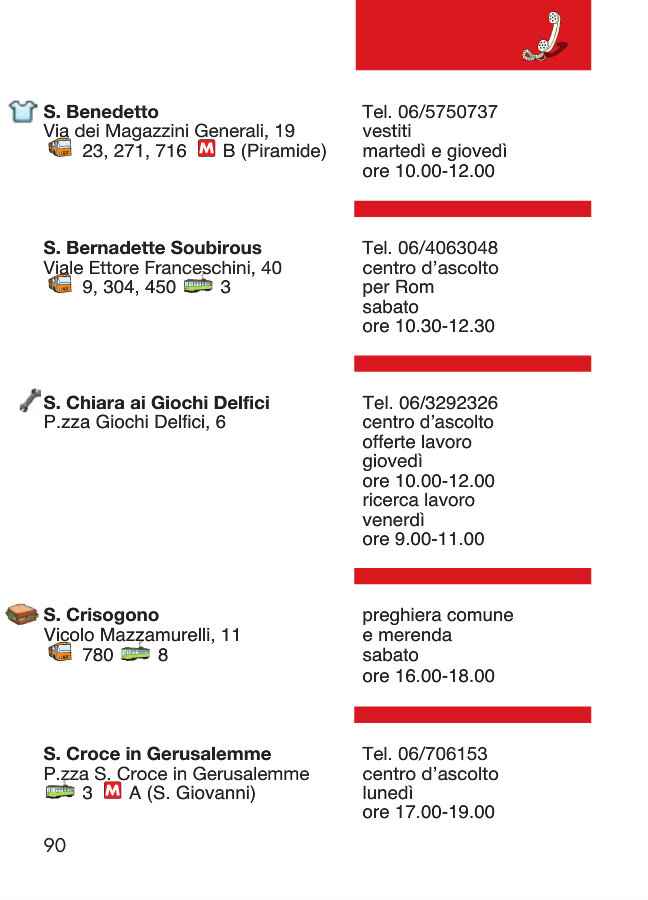 S. Benedetto
Via dei Magazzini Generali, 19
23, 271, 716 M B (Piramide)
Tel. 06/5750737
vestiti
martedì e giovedì
ore 10.00-12.00
S. Bernadette Soubirous
Viale Ettore Franceschini, 40
9, 304, 450 3
Tel. 06/4063048
centro d’ascolto
per Rom
sabato
ore 10.30-12.30
S. Chiara ai Giochi Delfici
P.zza Giochi Delfici, 6
Tel. 06/3292326
centro d’ascolto
offerte lavoro
giovedì
ore 10.00-12.00
ricerca lavoro
venerdì
ore 9.00-11.00
S. Crisogono
Vicolo Mazzamurelli, 11
780 8
preghiera comune
e merenda
sabato
ore 16.00-18.00
S. Croce in Gerusalemme
P.zza S. Croce in Gerusalemme
3 M A (S. Giovanni)
Tel. 06/706153
centro d’ascolto
lunedì
ore 17.00-19.00
90